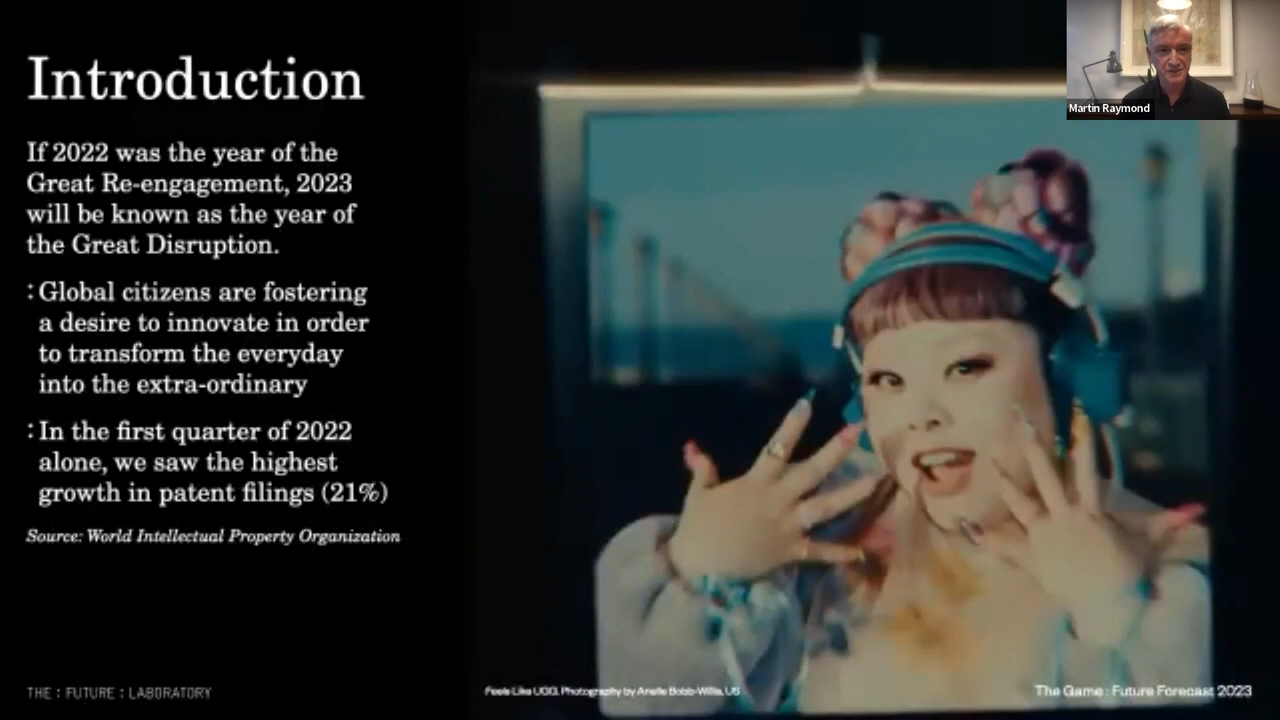 Introduction
If 2022 was the year of the
Great Re-engagement, 2023
will be known as the year of
the Great Disruption.
: Global citizens are fostering
a desire to innovate in order
to transform the everyday
into the extra-ordinary
: In the first quarter of 2022
alone, we saw the highest
growth in patent filings (21%)
Source: World Intellectual Property Organization
Martin Raymond
THE : FUTURE : LABORATORY
Feels Like UGG, Photography by Arielle Bobb-Willis, US
The Game : Future Forecast 2023